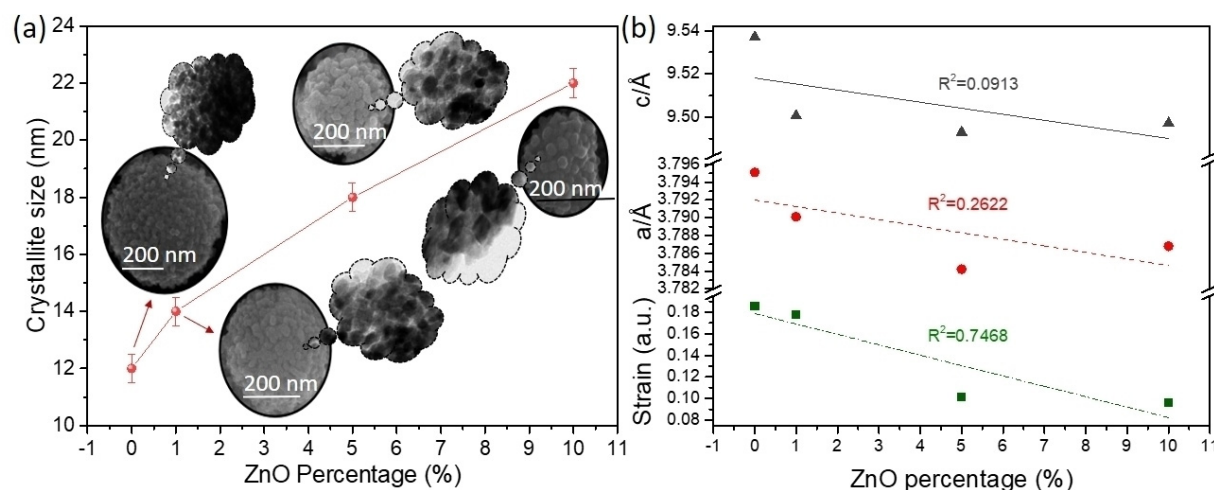 (a)
24
22
20
18
16
14
12
10
Crystallite size (nm)
200 nm
200 nm
200 nm
200 nm
-1 0 1 2 3 4 5 6 7 8 9 10 11
ZnO Percentage (%)
(b)
9.54
9.52
9.50
c/Å
R²=0.0913
3.796
3.794
3.792
3.790
3.788
3.786
3.784
3.782
a/Å
R²=0.2622
0.18
0.16
0.14
0.12
0.10
0.08
Strain (a.u.)
R²=0.7468
-1 0 1 2 3 4 5 6 7 8 9 10 11
ZnO percentage (%)